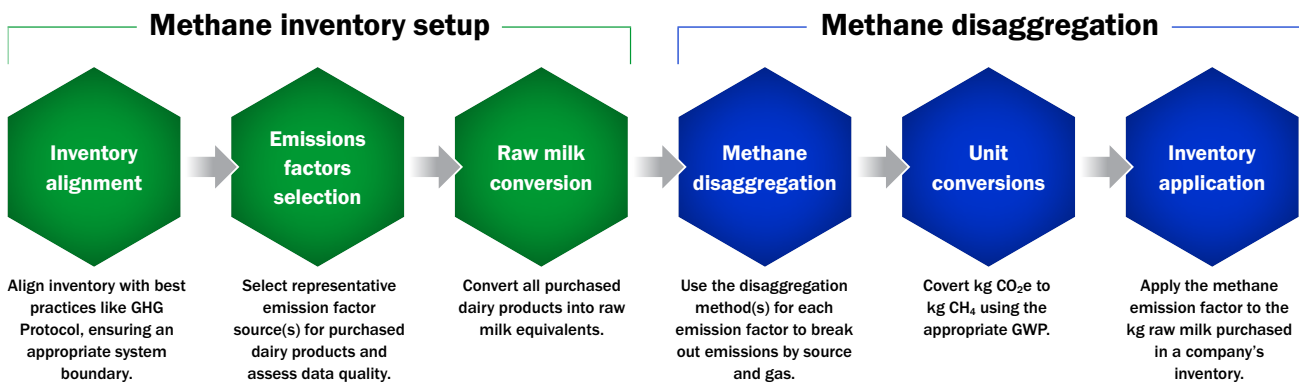 Methane inventory setup
Methane disaggregation
Inventory
alignment
Emissions
factors
selection
Raw milk
conversion
Methane
disaggregation
Unit
conversions
Inventory
application
Align inventory with best
practices like GHG
Protocol, ensuring an
appropriate system
boundary.
Select representative
emission factor
source(s) for purchased
dairy products and
assess data quality.
Convert all purchased
dairy products into raw
milk equivalents.
Use the disaggregation
method(s) for each
emission factor to break
out emissions by source
and gas.
Covert kg CO₂e to
kg CH₄ using the
appropriate GWP.
Apply the methane
emission factor to the
kg raw milk purchased
in a company’s
inventory.